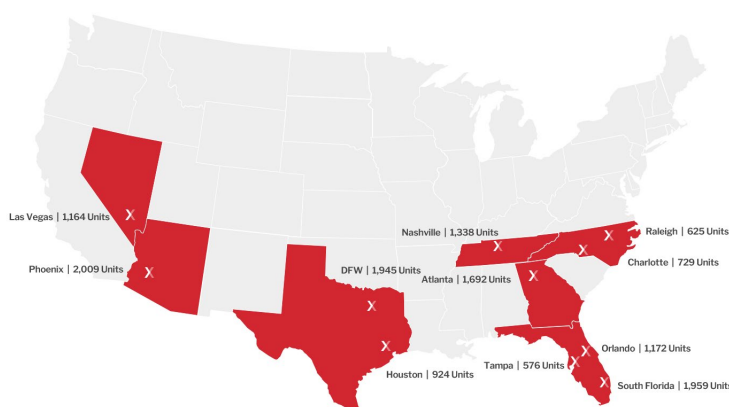 Las Vegas | 1,164 Units
Phoenix | 2,009 Units
Nashville | 1,338 Units
Raleigh | 625 Units
Charlotte | 729 Units
DFW | 1,945 Units
Atlanta | 1,692 Units
Houston | 924 Units
Tampa | 576 Units
Orlando | 1,172 Units
South Florida | 1,959 Units